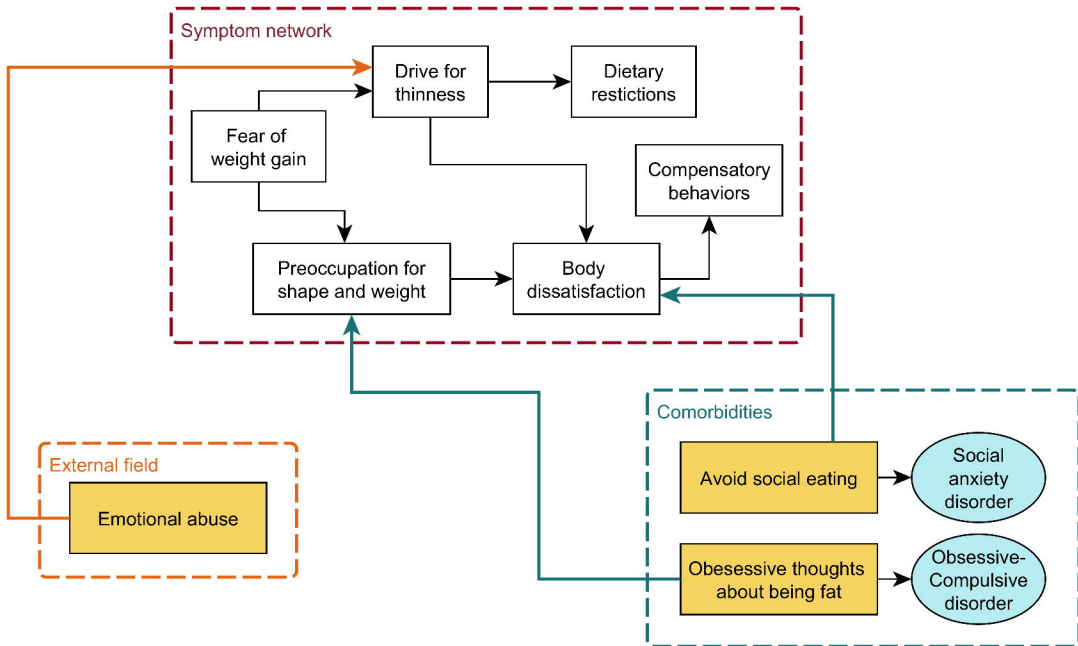 Symptom network
Drive for
thinness
Dietary
restictions
Fear of
weight gain
Compensatory
behaviors
Preoccupation for
shape and weight
Body
dissatisfaction
Comorbidities
External field
Emotional abuse
Avoid social eating
Social
anxiety
disorder
Obesessive thoughts
about being fat
Obsessive-
Compulsive
disorder